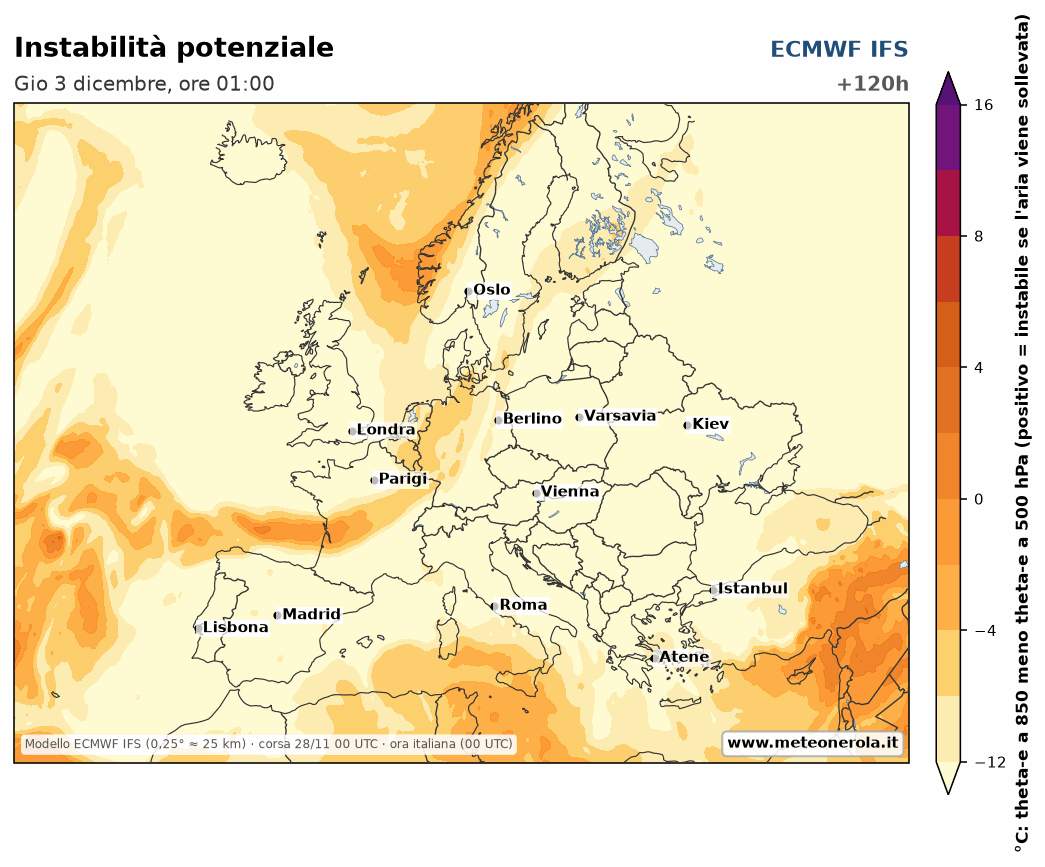 Instabilità potenziale
ECMWF IFS
Gio 3 dicembre, ore 01:00
+120h
Oslo
Berlino
Varsavia
Kiev
Londra
Parigi
Vienna
Istanbul
Roma
Madrid
Lisbona
Atene
Modello ECMWF IFS (0,25° ≈ 25 km) · corsa 28/11 00 UTC · ora italiana (00 UTC)
www.meteonerola.it
16
8
4
0
−4
−12
°C: theta-e a 850 meno theta-e a 500 hPa (positivo = instabile se l'aria viene sollevata)